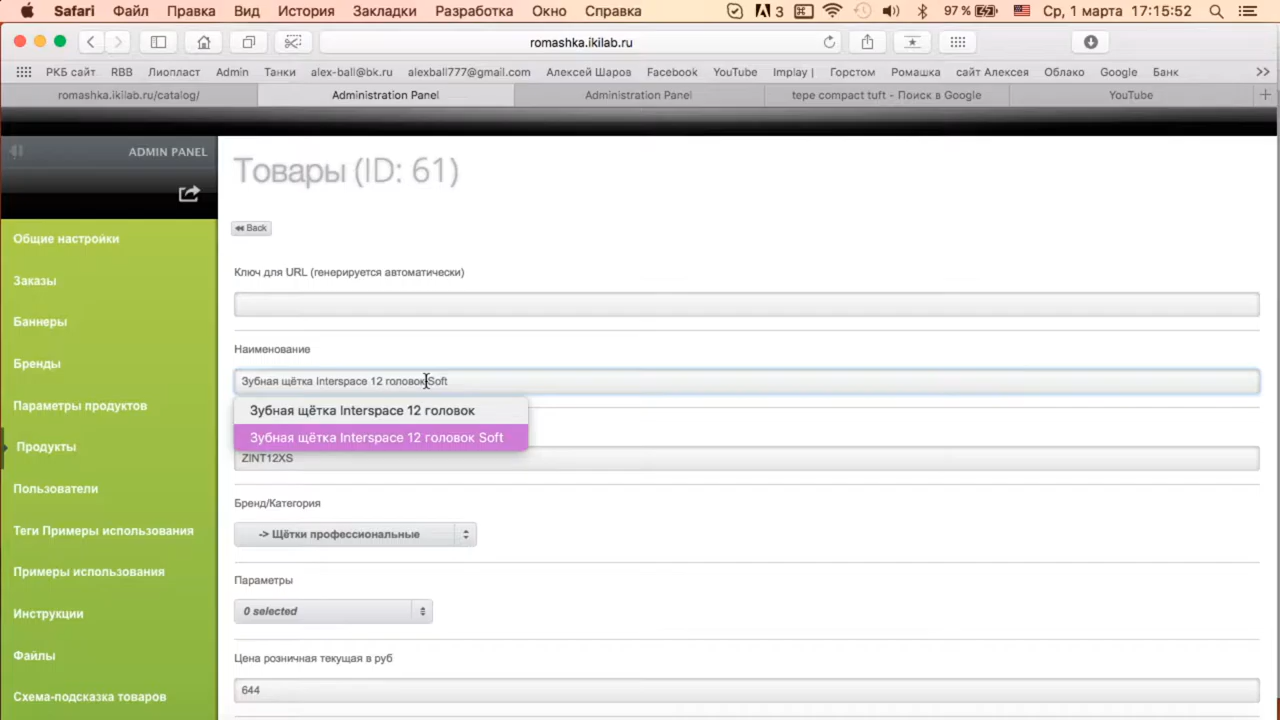 Safari Файл Правка Вид История Закладки Разработка Окно Справка 3 97 % Ср, 1 марта 17:15:52
romashka.ikilab.ru
РКБ сайт RBB Лиопласт Admin Танки alex-ball@bk.ru alexball777@gmail.com Алексей Шаров Facebook YouTube Implay | Горстом Ромашка сайт Алексея Облако Google Банк >>
romashka.ikilab.ru/catalog/ Administration Panel Administration Panel tepe compact tuft - Поиск в Google YouTube +
ADMIN PANEL
Общие настройки
Заказы
Баннеры
Бренды
Параметры продуктов
Продукты
Пользователи
Теги Примеры использования
Примеры использования
Инструкции
Файлы
Схема-подсказка товаров
Товары (ID: 61)
Back
Ключ для URL (генерируется автоматически)
Наименование
Зубная щётка Interspace 12 головок Soft
Зубная щётка Interspace 12 головок
Зубная щётка Interspace 12 головок Soft
ZINT12XS
Бренд/Категория
-> Щётки профессиональные
Параметры
0 selected
Цена розничная текущая в руб
644